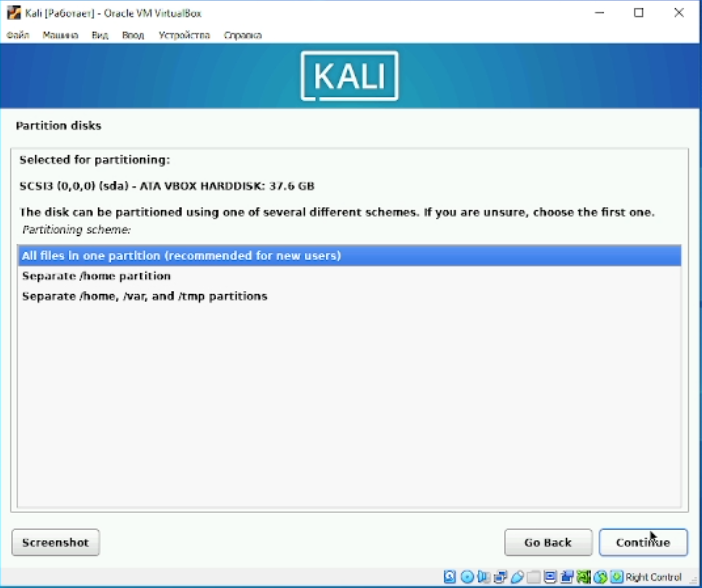 Kali [Работает] - Oracle VM VirtualBox
Файл Машина Вид Ввод Устройства Справка
KALI
Partition disks
Selected for partitioning:
SCSI3 (0,0,0) (sda) - ATA VBOX HARDDISK: 37.6 GB
The disk can be partitioned using one of several different schemes. If you are unsure, choose the first one.
Partitioning scheme:
All files in one partition (recommended for new users)
Separate /home partition
Separate /home, /var, and /tmp partitions
Screenshot Go Back Continue
Right Control